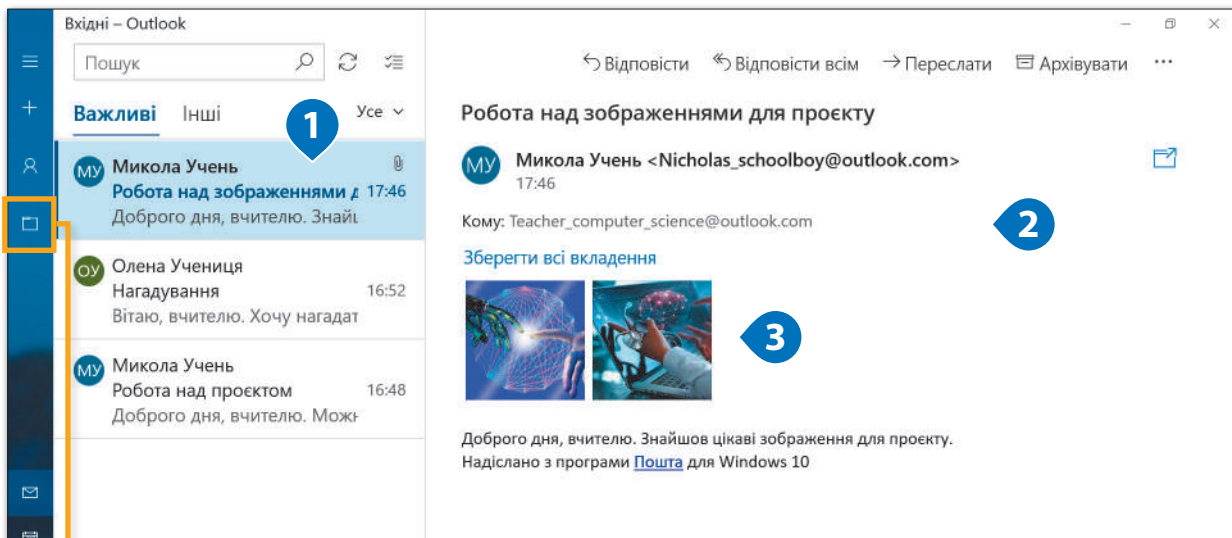 Вхідні – Outlook
Пошук
Відповісти Відповісти всім Переслати Архівувати ...
Важливі Інші Усе
1
МУ Микола Учень
Робота над зображеннями д 17:46
Доброго дня, вчителю. Знайш
ОУ Олена Учениця
Нагадування 16:52
Вітаю, вчителю. Хочу нагадат
МУ Микола Учень
Робота над проєктом 16:48
Доброго дня, вчителю. Можн
Робота над зображеннями для проєкту
МУ Микола Учень <Nicholas_schoolboy@outlook.com>
17:46
Кому: Teacher_computer_science@outlook.com
2
Зберегти всі вкладення
3
Доброго дня, вчителю. Знайшов цікаві зображення для проєкту.
Надіслано з програми Пошта для Windows 10